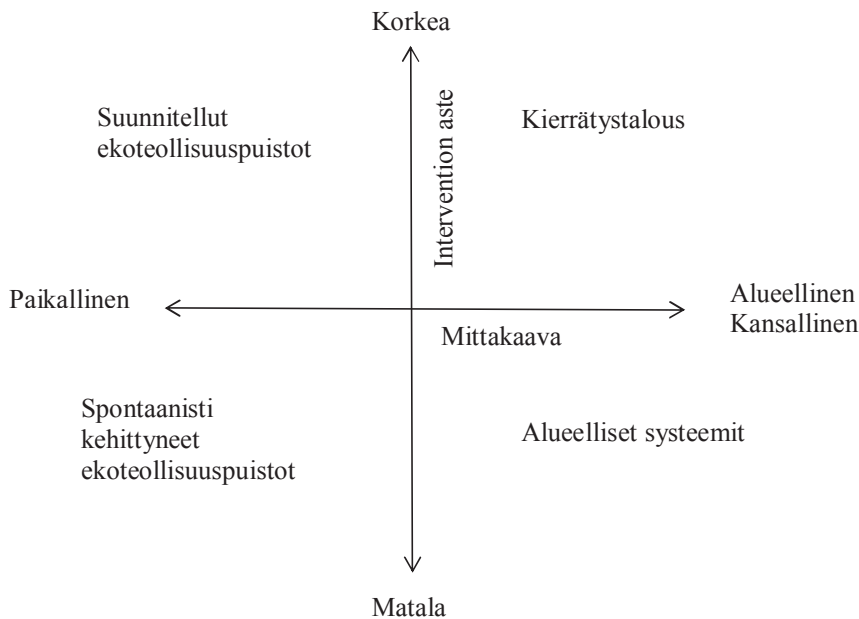 Korkea
Suunnitellut
ekoteollisuuspuistot
Intervention aste
Kierrätystalous
Paikallinen
Alueellinen
Kansallinen
Mittakaava
Spontaanisti
kehittyneet
ekoteollisuuspuistot
Alueelliset systeemit
Matala